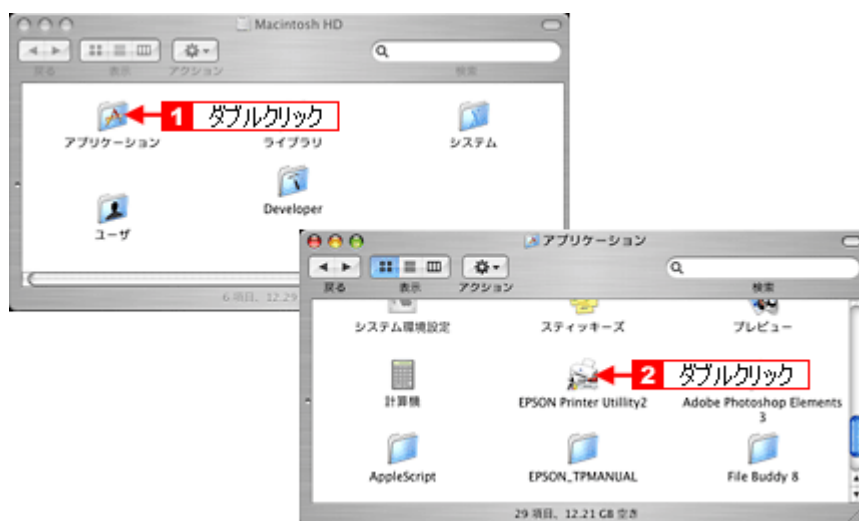 Macintosh HD
戻る 表示 アクション 検索
1 ダブルクリック
アプリケーション ライブラリ システム
ユーザ Developer
6 項目、12.29
アプリケーション
戻る 表示 アクション 検索
システム環境設定 スティッキーズ プレビュー
2 ダブルクリック
計算機 EPSON Printer Utillity2 Adobe Photoshop Elements 
3
AppleScript EPSON_TPMANUAL File Buddy 8
29 項目、12.21 GB 空き